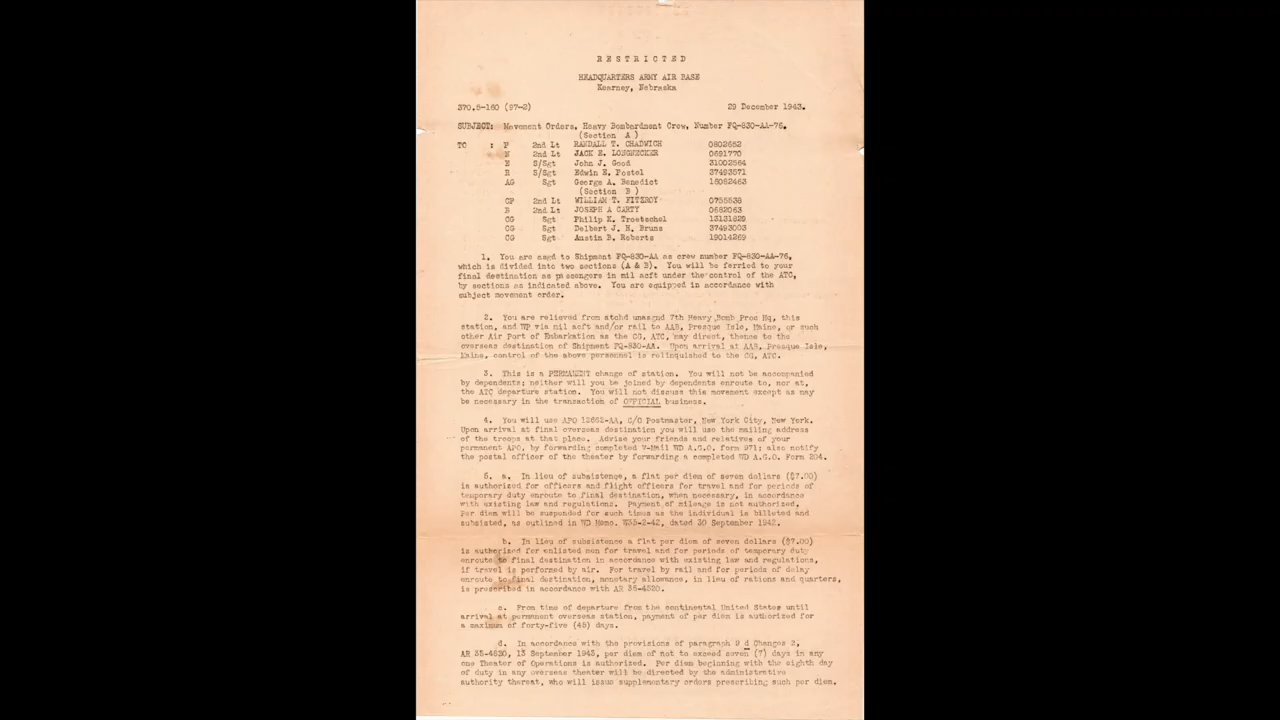 RESTRICTED
HEADQUARTERS ARMY AIR BASE
Kearney, Nebraska
370.5-160 (97-2) 29 December 1943.
SUBJECT: Movement Orders, Heavy Bombardment Crew, Number FQ-830-AA-76.
(Section A)
TO : P 2nd Lt RANDALL T. CHADWICH 0802652
N 2nd Lt JACK E. LONGNECKER 0691770
E S/Sgt John J. Good 31002564
R S/Sgt Edwin E. Postel 37493571
AG Sgt George A. Benedict 16082463
(Section B)
CP 2nd Lt WILLIAM T. FITZROY 0755538
B 2nd Lt JOSEPH A CARTY 0682063
CG Sgt Philip K. Troetschel 13131829
CG Sgt Delbert J. H. Bruns 37493003
CG Sgt Austin B. Roberts 19014269
1. You are asgd to Shipment FQ-830-AA as crew number FQ-830-AA-76,
which is divided into two sections (A & B). You will be ferried to your
final destination as passengers in mil acft under the control of the ATC,
by sections as indicated above. You are equipped in accordance with
subject movement order.
2. You are relieved from atchd unasgnd 7th Heavy Bomb Proc Hq, this
station, and WP via mil acft and/or rail to AAB, Presque Isle, Maine, or such
other Air Port of Embarkation as the CG, ATC, may direct, thence to the
overseas destination of Shipment FQ-830-AA. Upon arrival at AAB, Presque Isle,
Maine, control of the above personnel is relinquished to the CG, ATC.
3. This is a PERMANENT change of station. You will not be accompanied
by dependents; neither will you be joined by dependents enroute to, nor at,
the ATC departure station. You will not discuss this movement except as may
be necessary in the transaction of OFFICIAL business.
4. You will use APO 12662-AA, C/O Postmaster, New York City, New York.
Upon arrival at final overseas destination you will use the mailing address
of the troops at that place. Advise your friends and relatives of your
permanent APO, by forwarding completed V-Mail WD A.G.O. form 971; also notify
the postal officer of the theater by forwarding a completed WD A.G.O. Form 204.
5. a. In lieu of subsistence, a flat per diem of seven dollars ($7.00)
is authorized for officers and flight officers for travel and for periods of
temporary duty enroute to final destination, when necessary, in accordance
with existing law and regulations. Payment of mileage is not authorized.
Per diem will be suspended for such times as the individual is billeted and
subsisted, as outlined in WD Memo. W35-2-42, dated 30 September 1942.
b. In lieu of subsistence a flat per diem of seven dollars ($7.00)
is authorized for enlisted men for travel and for periods of temporary duty
enroute to final destination in accordance with existing law and regulations,
if travel is performed by air. For travel by rail and for periods of delay
enroute to final destination, monetary allowance, in lieu of rations and quarters,
is prescribed in accordance with AR 35-4520.
c. From time of departure from the continental United States until
arrival at permanent overseas station, payment of per diem is authorized for
a maximum of forty-five (45) days.
d. In accordance with the provisions of paragraph 9 d Changes 2,
AR 35-4820, 13 September 1943, per diem of not to exceed seven (7) days in any
one Theater of Operations is authorized. Per diem beginning with the eighth day
of duty in any overseas theater will be directed by the administrative
authority thereat, who will issue supplementary orders prescribing such per diem.